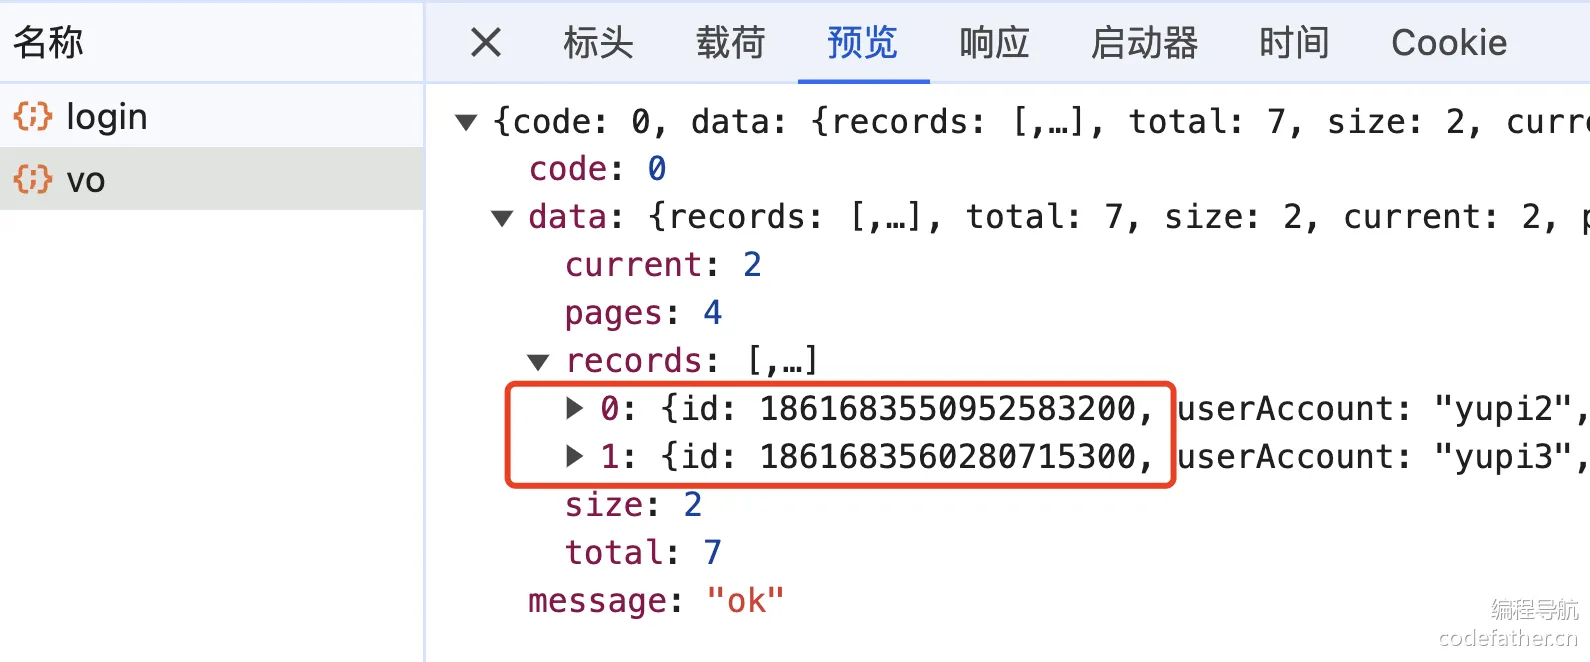 名称
标头 载荷 预览 响应 启动器 时间 Cookie
{;} login
{;} vo
{code: 0, data: {records: [,…], total: 7, size: 2, curre
code: 0
data: {records: [,…], total: 7, size: 2, current: 2, p
current: 2
pages: 4
records: [,…]
0: {id: 1861683550952583200, userAccount: "yupi2",
1: {id: 1861683560280715300, userAccount: "yupi3",
size: 2
total: 7
message: "ok"
编程导航
codefather.cn